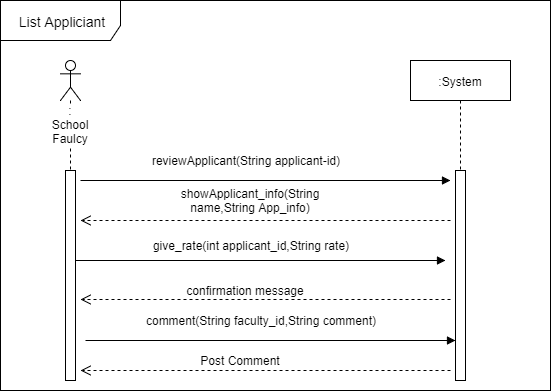 List Appliciant
:System
School
Faulcy
reviewApplicant(String applicant-id)
showApplicant_info(String
name,String App_info)
give_rate(int applicant_id,String rate)
confirmation message
comment(String faculty_id,String comment)
Post Comment